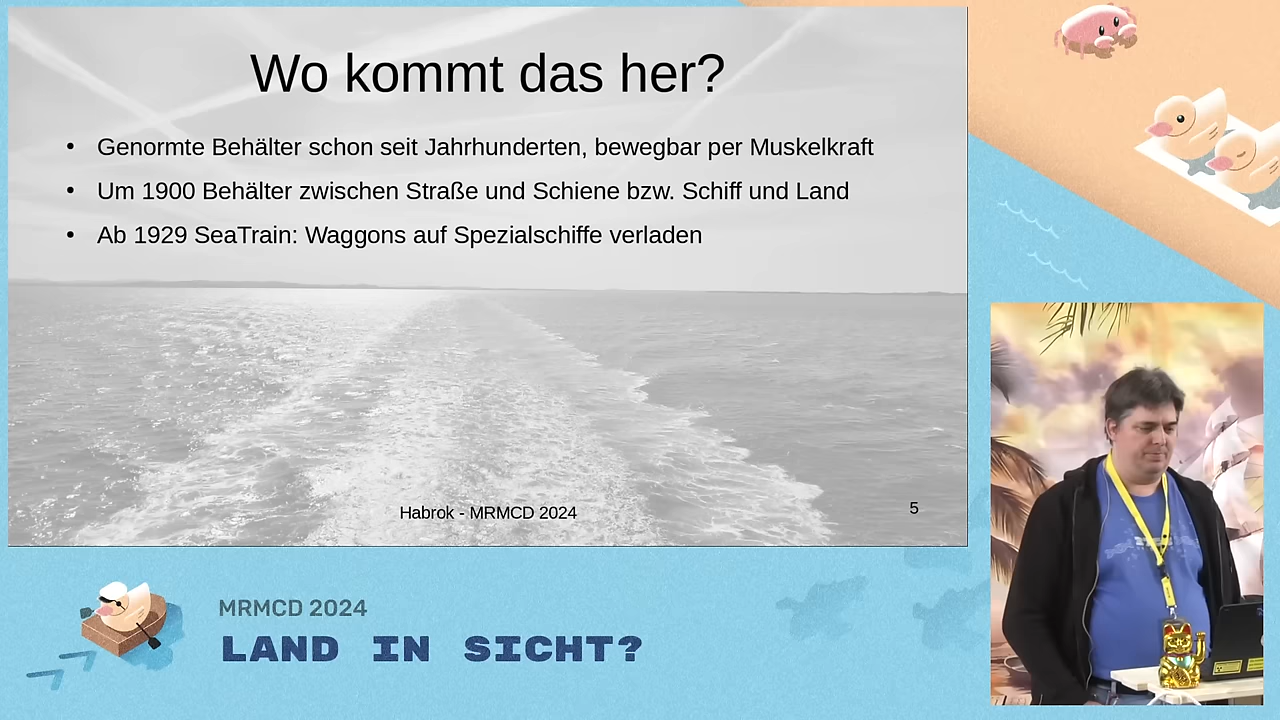 Wo kommt das her?
• Genormte Behälter schon seit Jahrhunderten, bewegbar per Muskelkraft
• Um 1900 Behälter zwischen Straße und Schiene bzw. Schiff und Land
• Ab 1929 SeaTrain: Waggons auf Spezialschiffe verladen
Habrok - MRMCD 2024
5
MRMCD 2024
LAND IN SICHT?